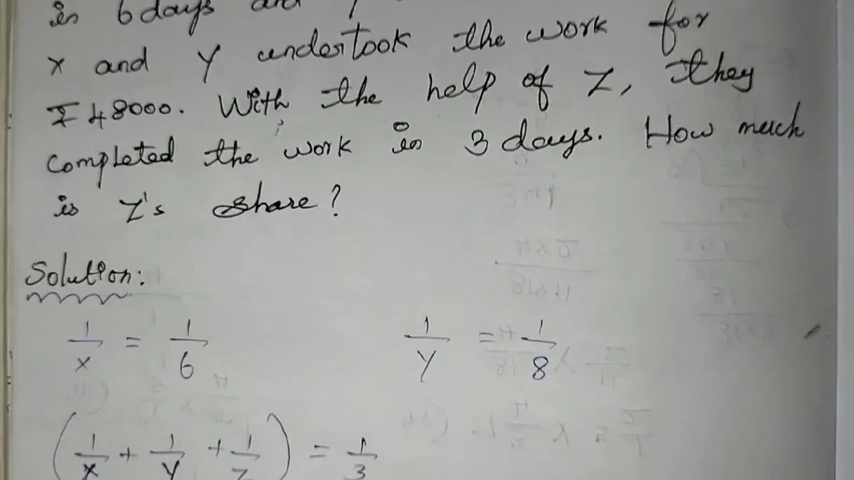 in 6 days and
X and Y undertook the work for
₹ 48000. With the help of Z, they
completed the work in 3 days. How much
is Z's share?
Solution:
1/x = 1/6 1/y = 1/8
(1/x + 1/y + 1/z) = 1/3